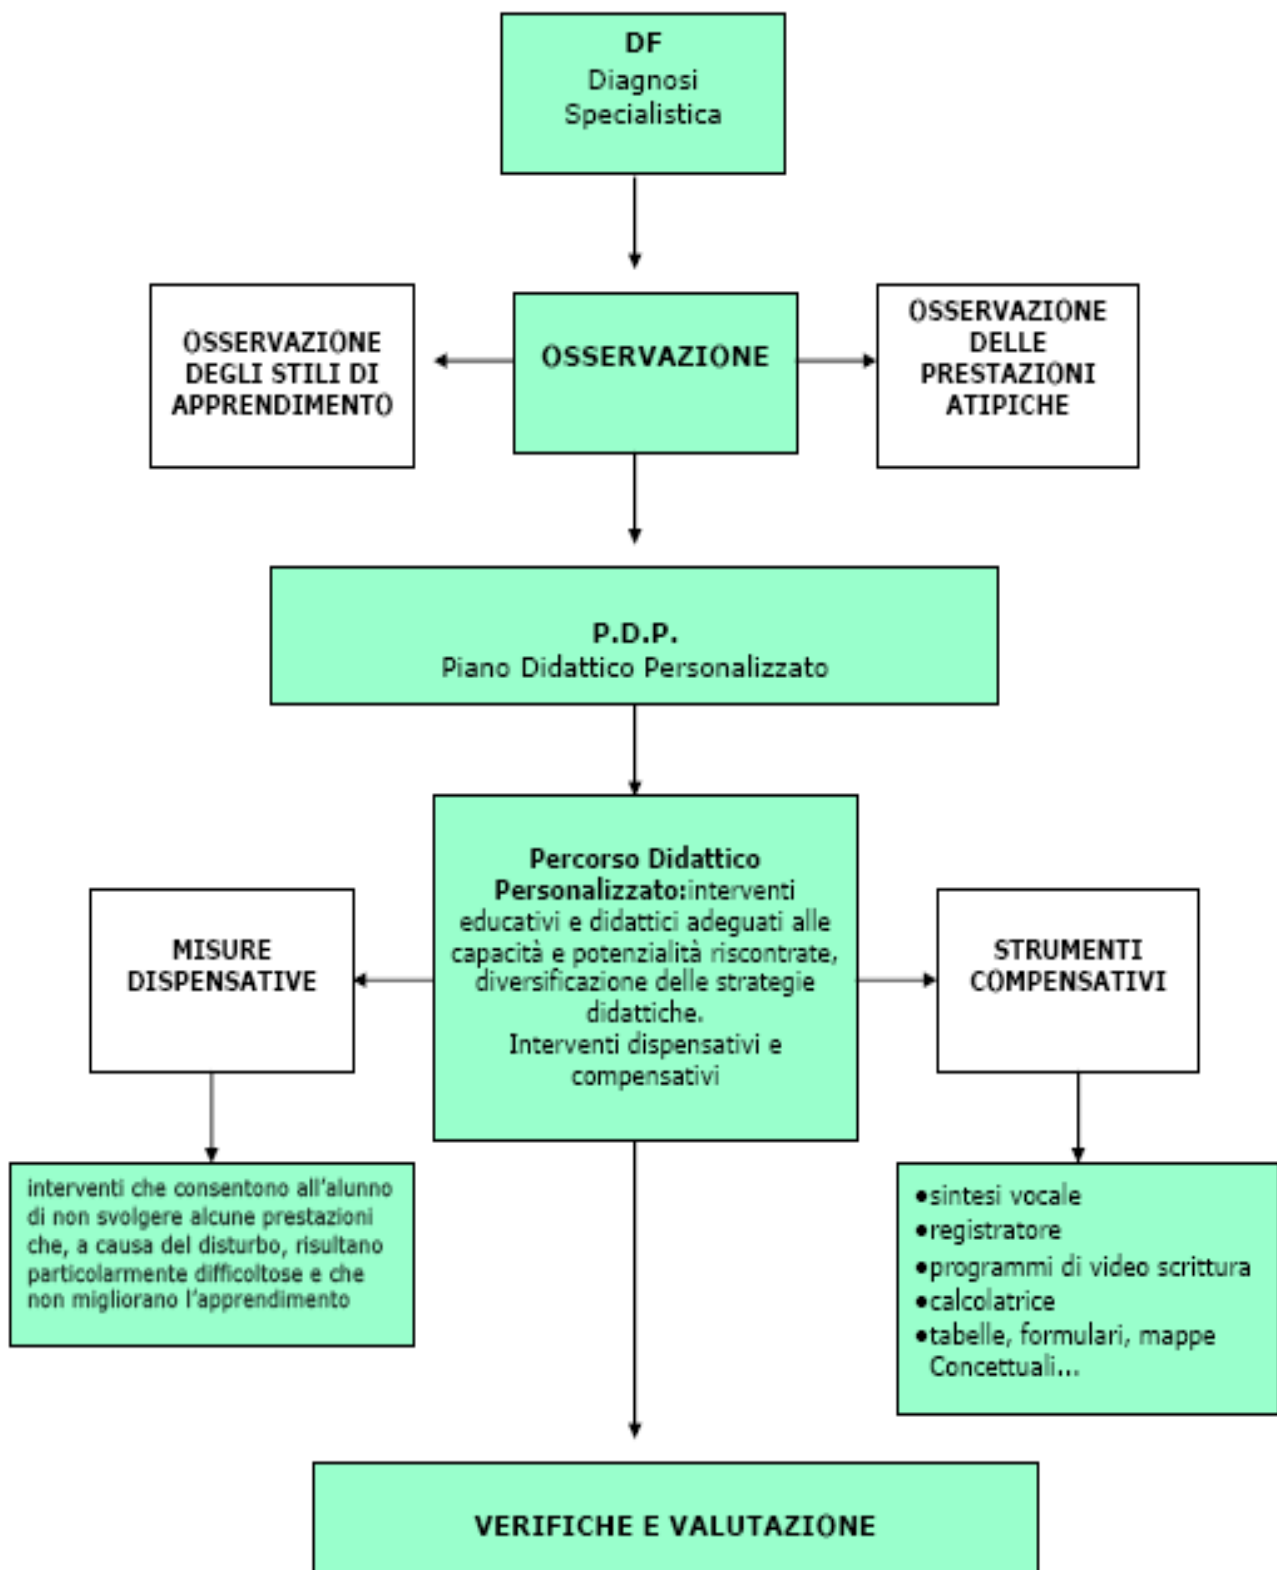 DF
Diagnosi
Specialistica
OSSERVAZIONE
DEGLI STILI DI
APPRENDIMENTO
OSSERVAZIONE
OSSERVAZIONE
DELLE
PRESTAZIONI
ATIPICHE
P.D.P.
Piano Didattico Personalizzato
Percorso Didattico
Personalizzato:interventi
educativi e didattici adeguati alle
capacità e potenzialità riscontrate,
diversificazione delle strategie
didattiche.
Interventi dispensativi e
compensativi
MISURE
DISPENSATIVE
STRUMENTI
COMPENSATIVI
interventi che consentono all'alunno
di non svolgere alcune prestazioni
che, a causa del disturbo, risultano
particolarmente difficoltose e che
non migliorano l'apprendimento
•sintesi vocale
•registratore
•programmi di video scrittura
•calcolatrice
•tabelle, formulari, mappe
Concettuali...
VERIFICHE E VALUTAZIONE